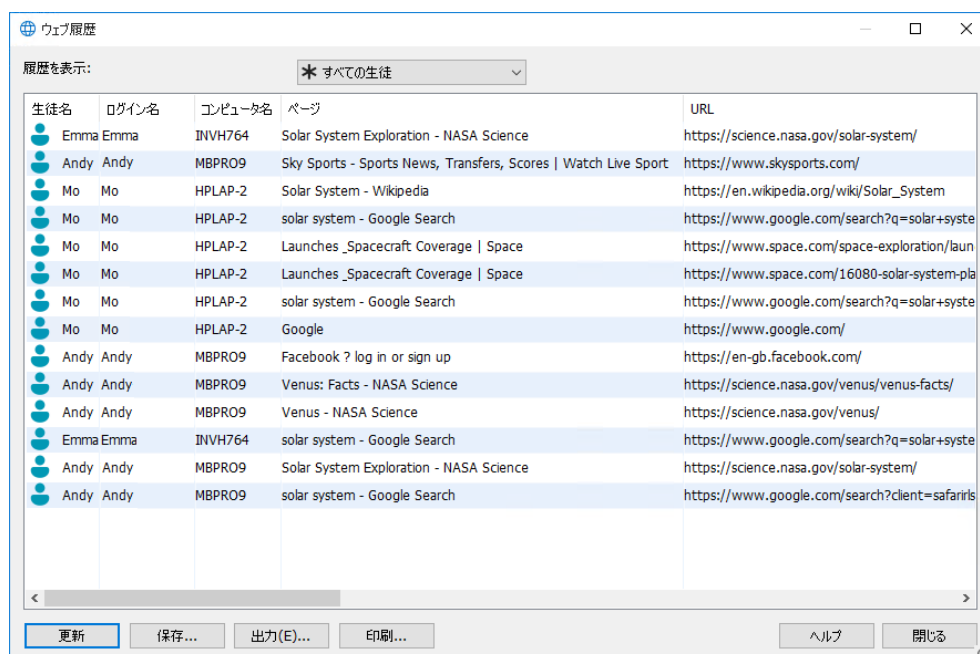 ウェブ履歴
履歴を表示: すべての生徒
生徒名 ログイン名 コンピュータ名 ページ URL
Emma Emma INVH764 Solar System Exploration - NASA Science https://science.nasa.gov/solar-system/
Andy Andy MBPRO9 Sky Sports - Sports News, Transfers, Scores | Watch Live Sport https://www.skysports.com/
Mo Mo HPLAP-2 Solar System - Wikipedia https://en.wikipedia.org/wiki/Solar_System
Mo Mo HPLAP-2 solar system - Google Search https://www.google.com/search?q=solar+syste
Mo Mo HPLAP-2 Launches _Spacecraft Coverage | Space https://www.space.com/space-exploration/laun
Mo Mo HPLAP-2 Launches _Spacecraft Coverage | Space https://www.space.com/16080-solar-system-pla
Mo Mo HPLAP-2 solar system - Google Search https://www.google.com/search?q=solar+syste
Mo Mo HPLAP-2 Google https://www.google.com/
Andy Andy MBPRO9 Facebook ? log in or sign up https://en-gb.facebook.com/
Andy Andy MBPRO9 Venus: Facts - NASA Science https://science.nasa.gov/venus/venus-facts/
Andy Andy MBPRO9 Venus - NASA Science https://science.nasa.gov/venus/
Emma Emma INVH764 solar system - Google Search https://www.google.com/search?q=solar+syste
Andy Andy MBPRO9 Solar System Exploration - NASA Science https://science.nasa.gov/solar-system/
Andy Andy MBPRO9 solar system - Google Search https://www.google.com/search?client=safarirls
更新 保存... 出力(E)... 印刷... ヘルプ 閉じる